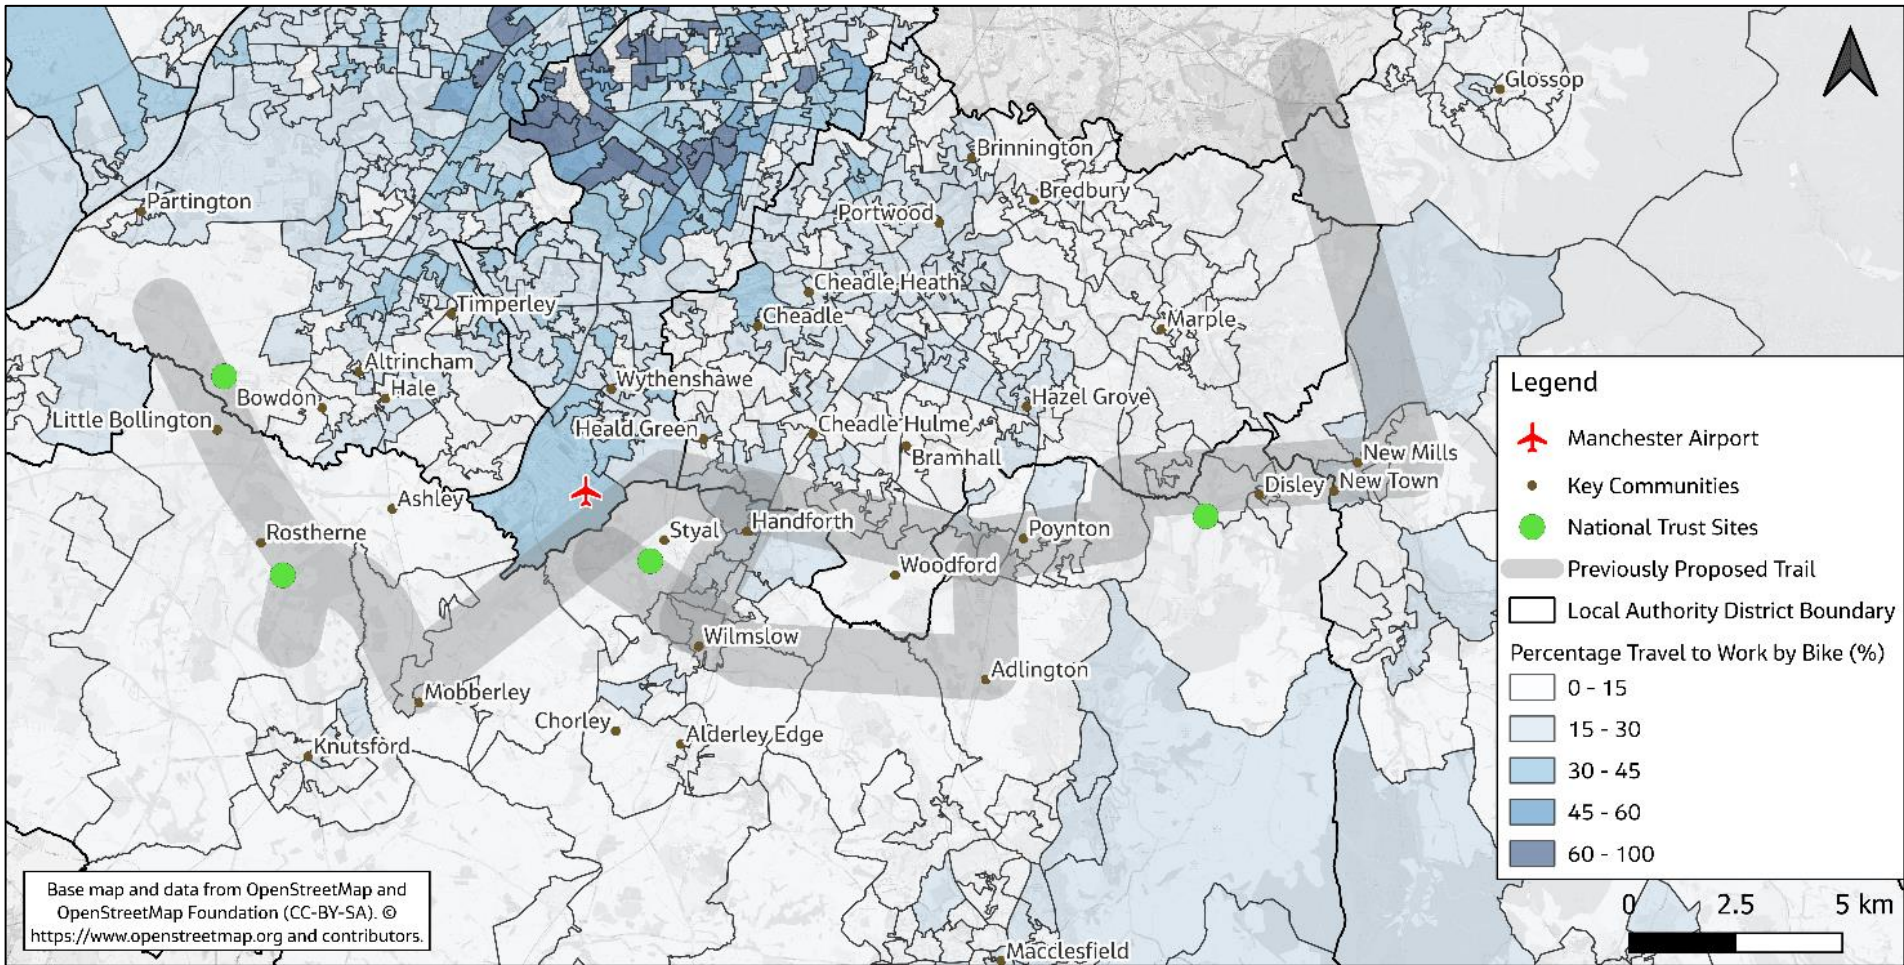 Glossop
Brinnington
Bredbury
Partington
Portwood
Cheadle Heath
Timperley
Cheadle
Marple
Altrincham
Wythenshawe
Hale
Bowdon
Hazel Grove
Little Bollington
Heald Green
Cheadle Hulme
Bramhall
New Mills
Disley
New Town
Ashley
Styal
Handforth
Poynton
Rostherne
Woodford
Wilmslow
Adlington
Mobberley
Chorley
Alderley Edge
Knutsford
Macclesfield
Legend
Manchester Airport
Key Communities
National Trust Sites
Previously Proposed Trail
Local Authority District Boundary
Percentage Travel to Work by Bike (%)
0 - 15
15 - 30
30 - 45
45 - 60
60 - 100
0 2.5 5 km
Base map and data from OpenStreetMap and
OpenStreetMap Foundation (CC-BY-SA). ©
https://www.openstreetmap.org and contributors.